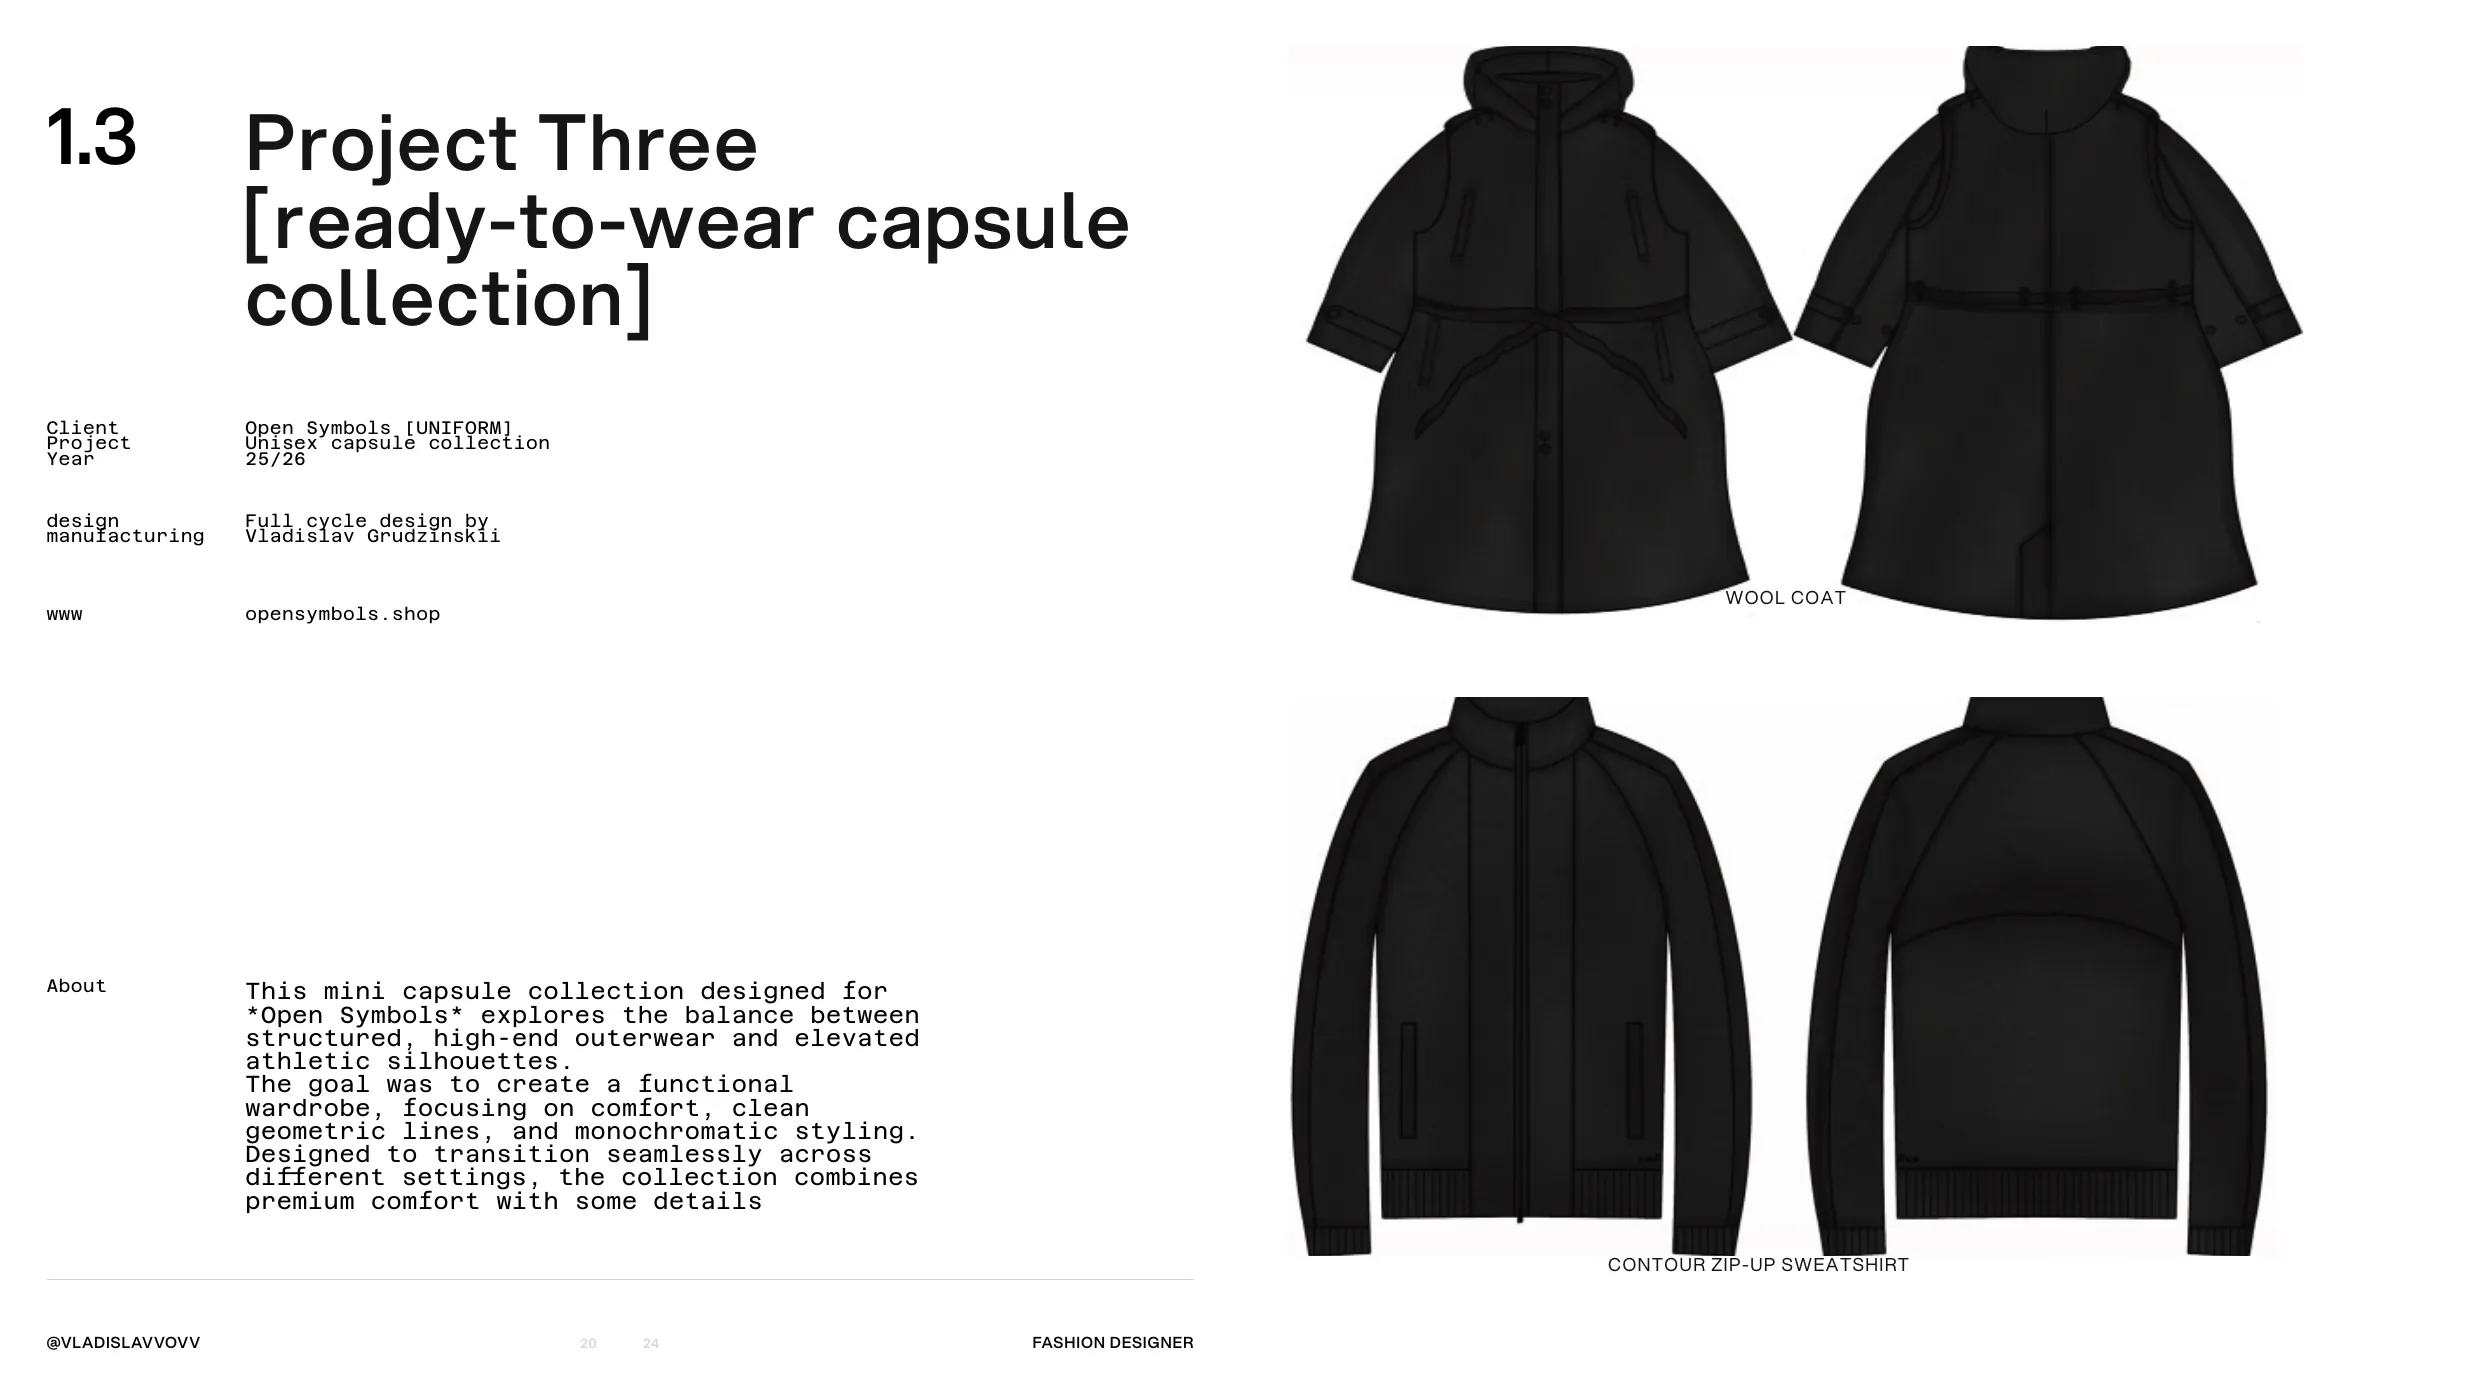 1.3
Project Three
[ready-to-wear capsule
collection]
Client Open Symbols [UNIFORM]
Project Unisex capsule collection
Year 25/26
design Full cycle design by
manufacturing Vladislav Grudzinskii
www opensymbols.shop
About
This mini capsule collection designed for
*Open Symbols* explores the balance between
structured, high-end outerwear and elevated
athletic silhouettes.
The goal was to create a functional
wardrobe, focusing on comfort, clean
geometric lines, and monochromatic styling.
Designed to transition seamlessly across
different settings, the collection combines
premium comfort with some details
@VLADISLAVVOVV
20 24
FASHION DESIGNER
WOOL COAT
CONTOUR ZIP-UP SWEATSHIRT